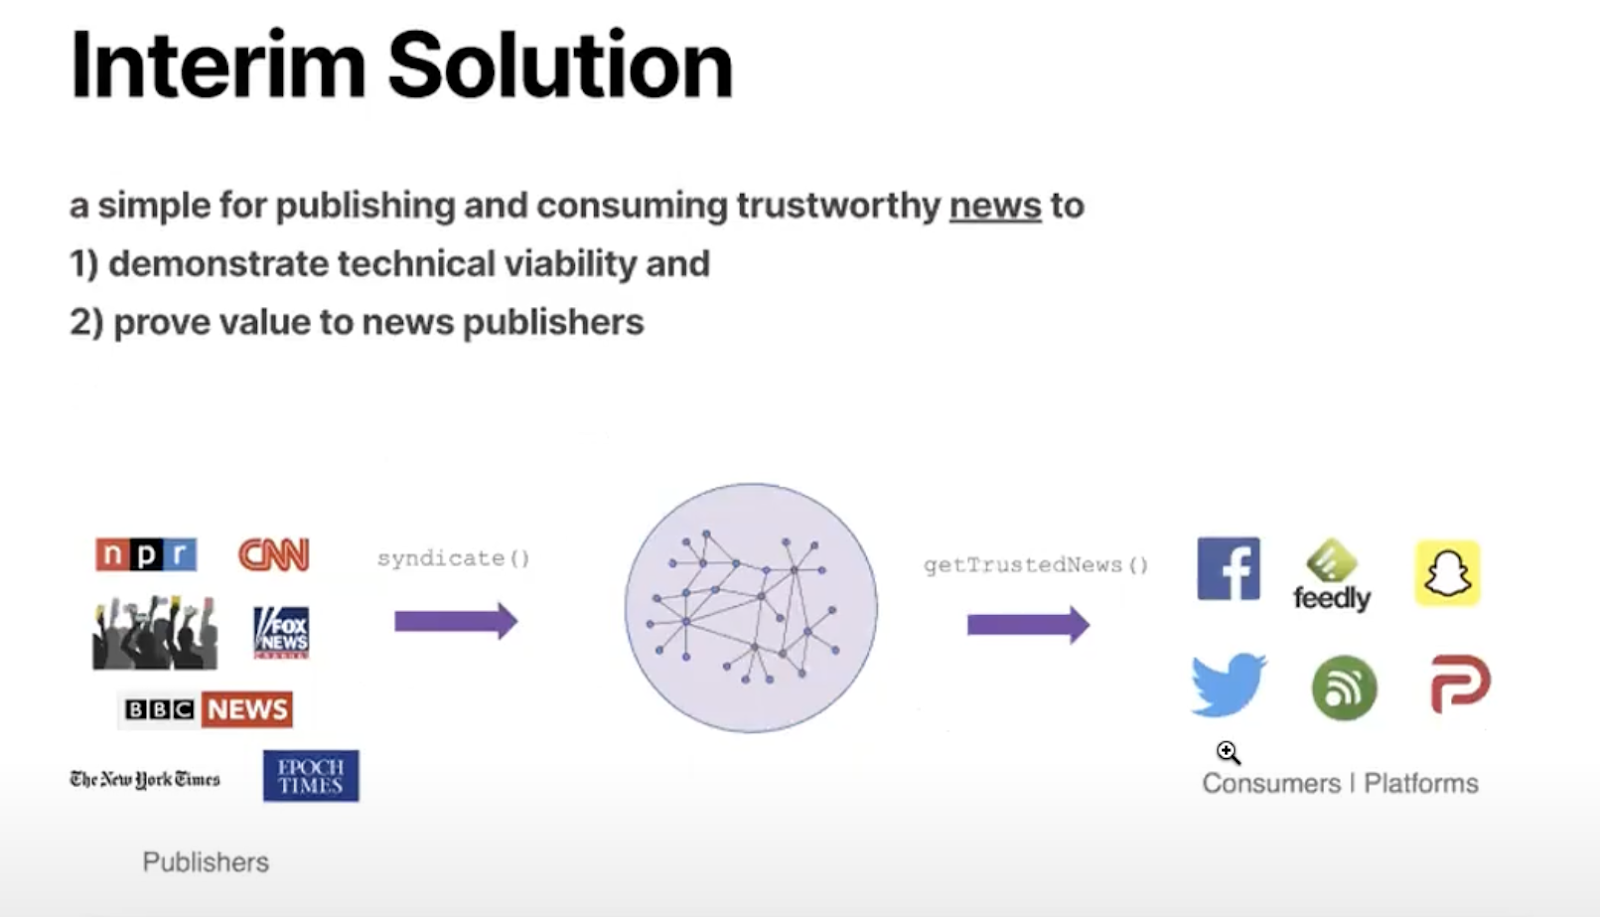 Interim Solution
a simple for publishing and consuming trustworthy news to
1) demonstrate technical viability and
2) prove value to news publishers
npr
CNN
syndicate()
getTrustedNews()
feedly
FOX
NEWS
BBC NEWS
The New York Times
EPOCH
TIMES
Consumers | Platforms
Publishers